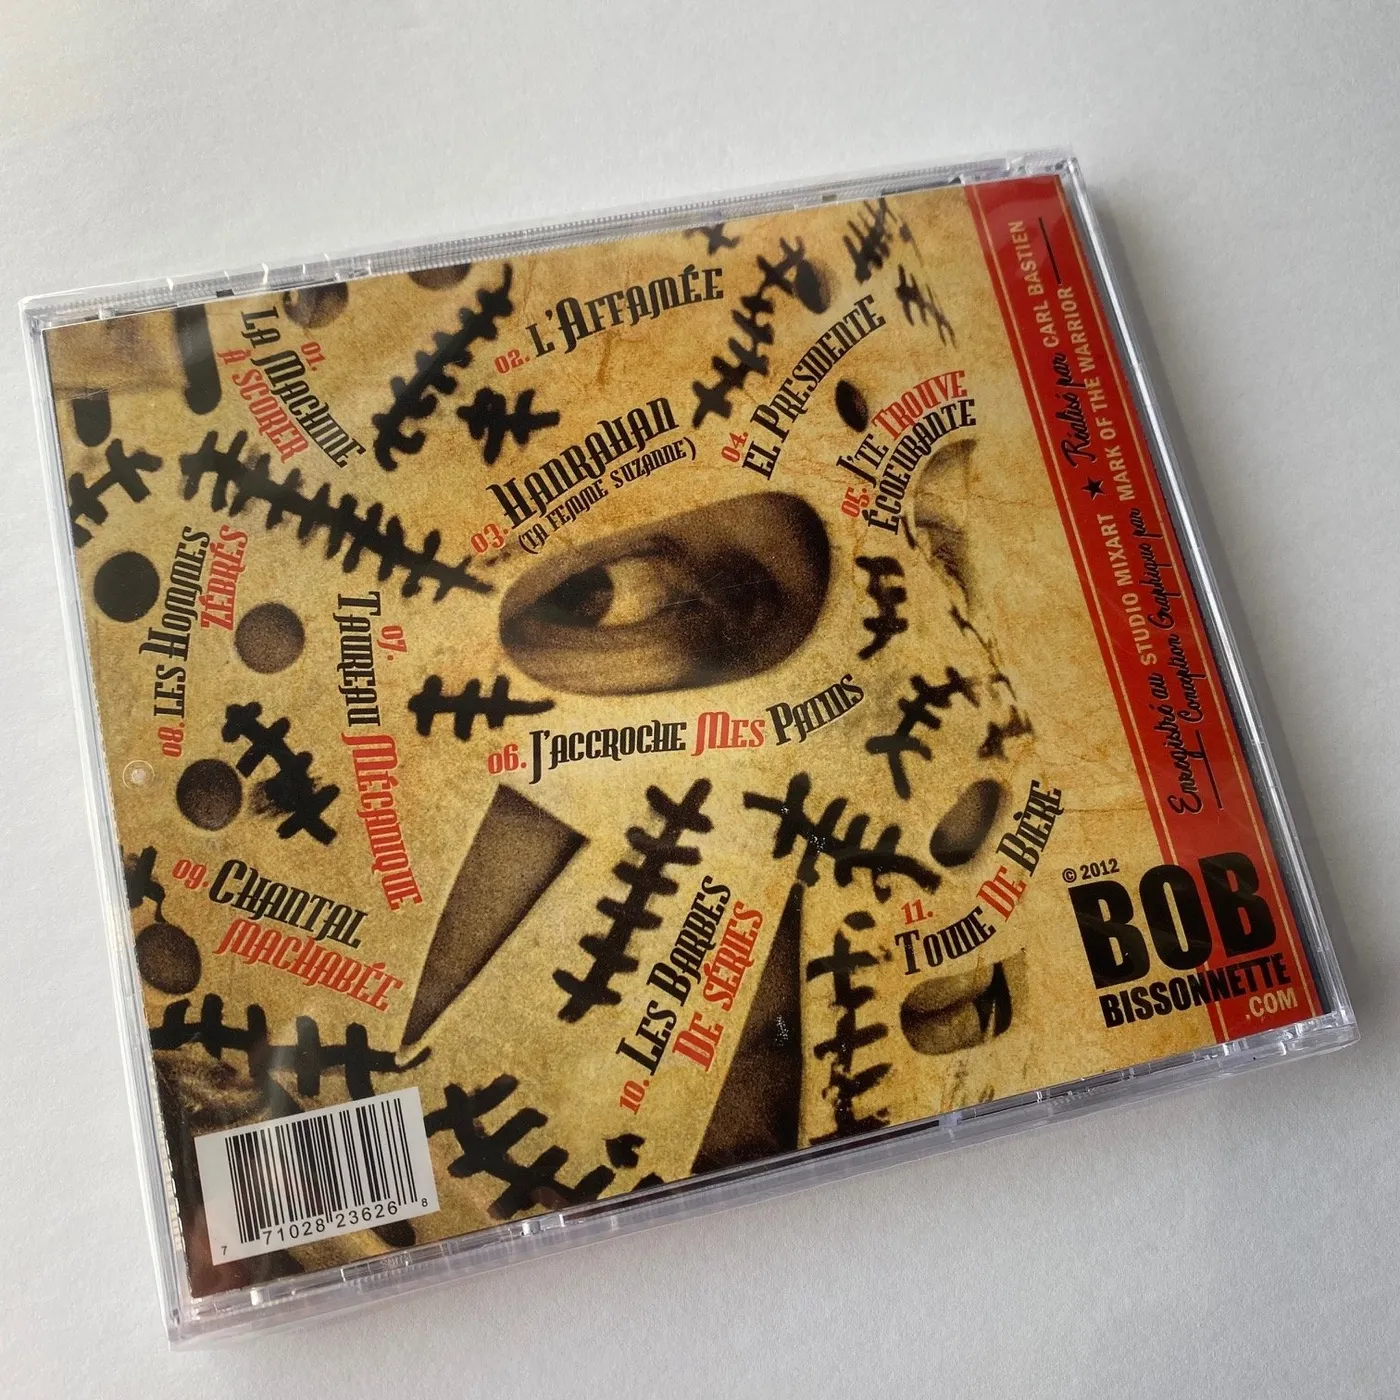 01.
LA MACHINE
À SCORER
02. L'AFFAMÉE
03. HANRAHAN
(TA FEMME SUZANNE)
04.
EL PRESIDENTE
05. J'TE TROUVE
ÉCOEURANTE
06. J'ACCROCHE MES PATINS
07.
TAUREAU MÉCANIQUE
08. LES HOMMES
ZÉBRÉS
09. CHANTAL
MACHABÉE
10. LES BARBES
DE SÉRIES
11.
TOUNE DE BIÈRE
Enregistré au STUDIO MIXART ★ Réalisé par CARL BASTIEN
Conception Graphique par MARK OF THE WARRIOR
© 2012
BOB
BISSONNETTE
.COM
7 71028 23626 8